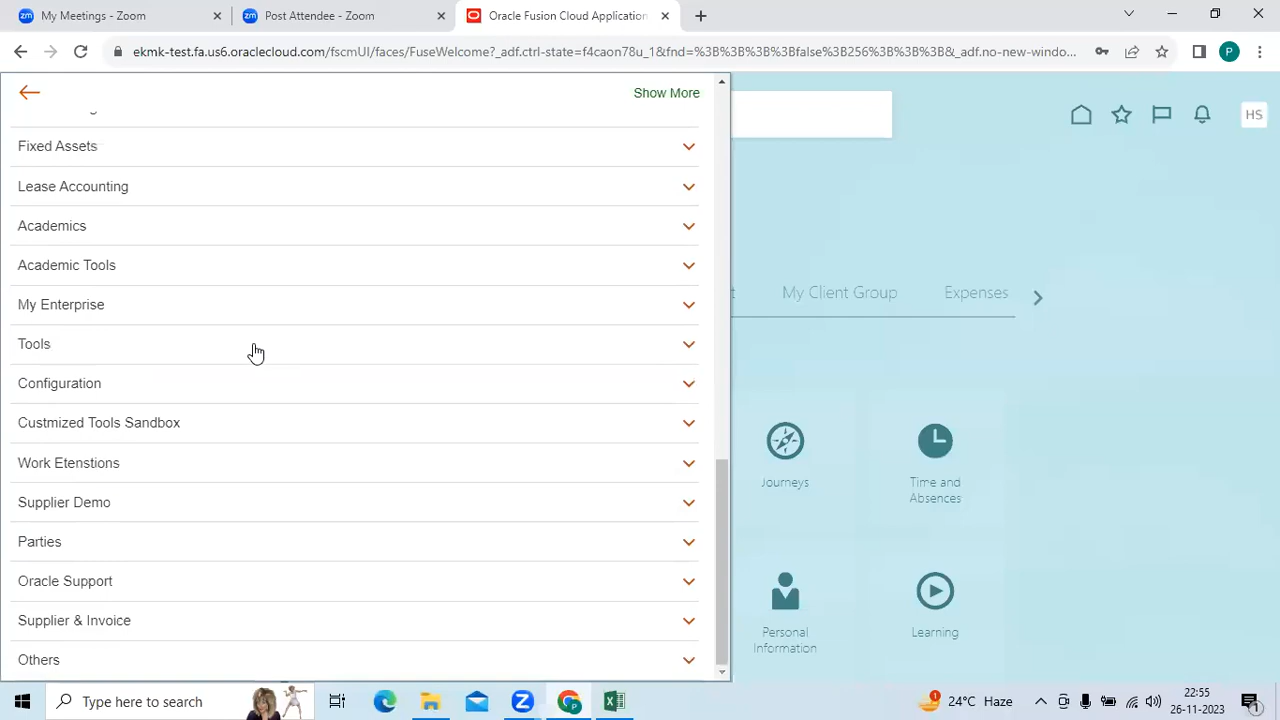 My Meetings - Zoom
Post Attendee - Zoom
Oracle Fusion Cloud Application
ekmk-test.fa.us6.oraclecloud.com/fscmUI/faces/FuseWelcome?_adf.ctrl-state=f4caon78u_1&fnd=%3B%3B%3B%3Bfalse%3B256%3B%3B%3B&_adf.no-new-windo...
P
Show More
HS
Fixed Assets
Lease Accounting
Academics
Academic Tools
My Enterprise
My Client Group
Expenses
Tools
Configuration
Custmized Tools Sandbox
Work Etenstions
Supplier Demo
Parties
Oracle Support
Supplier & Invoice
Others
Journeys
Time and
Absences
Personal
Information
Learning
Type here to search
24°C Haze
22:55
26-11-2023